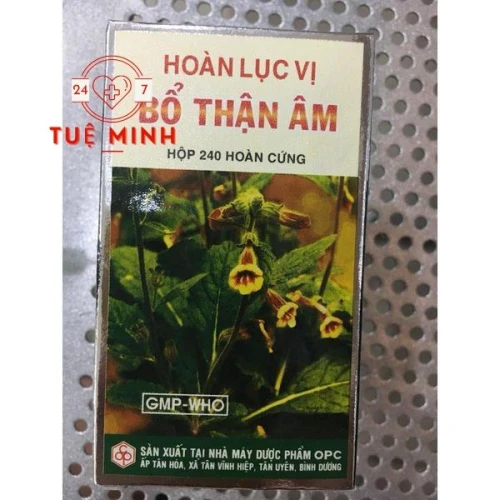 HOÀN LỤC VỊ
24 7
BỔ THẬN ÂM
TUỆ MINH
HỘP 240 HOÀN CỨNG
GMP-WHO
SẢN XUẤT TẠI NHÀ MÁY DƯỢC PHẨM OPC
ẤP TÂN HÓA, XÃ TÂN VĨNH HIỆP, TÂN UYÊN, BÌNH DƯƠNG